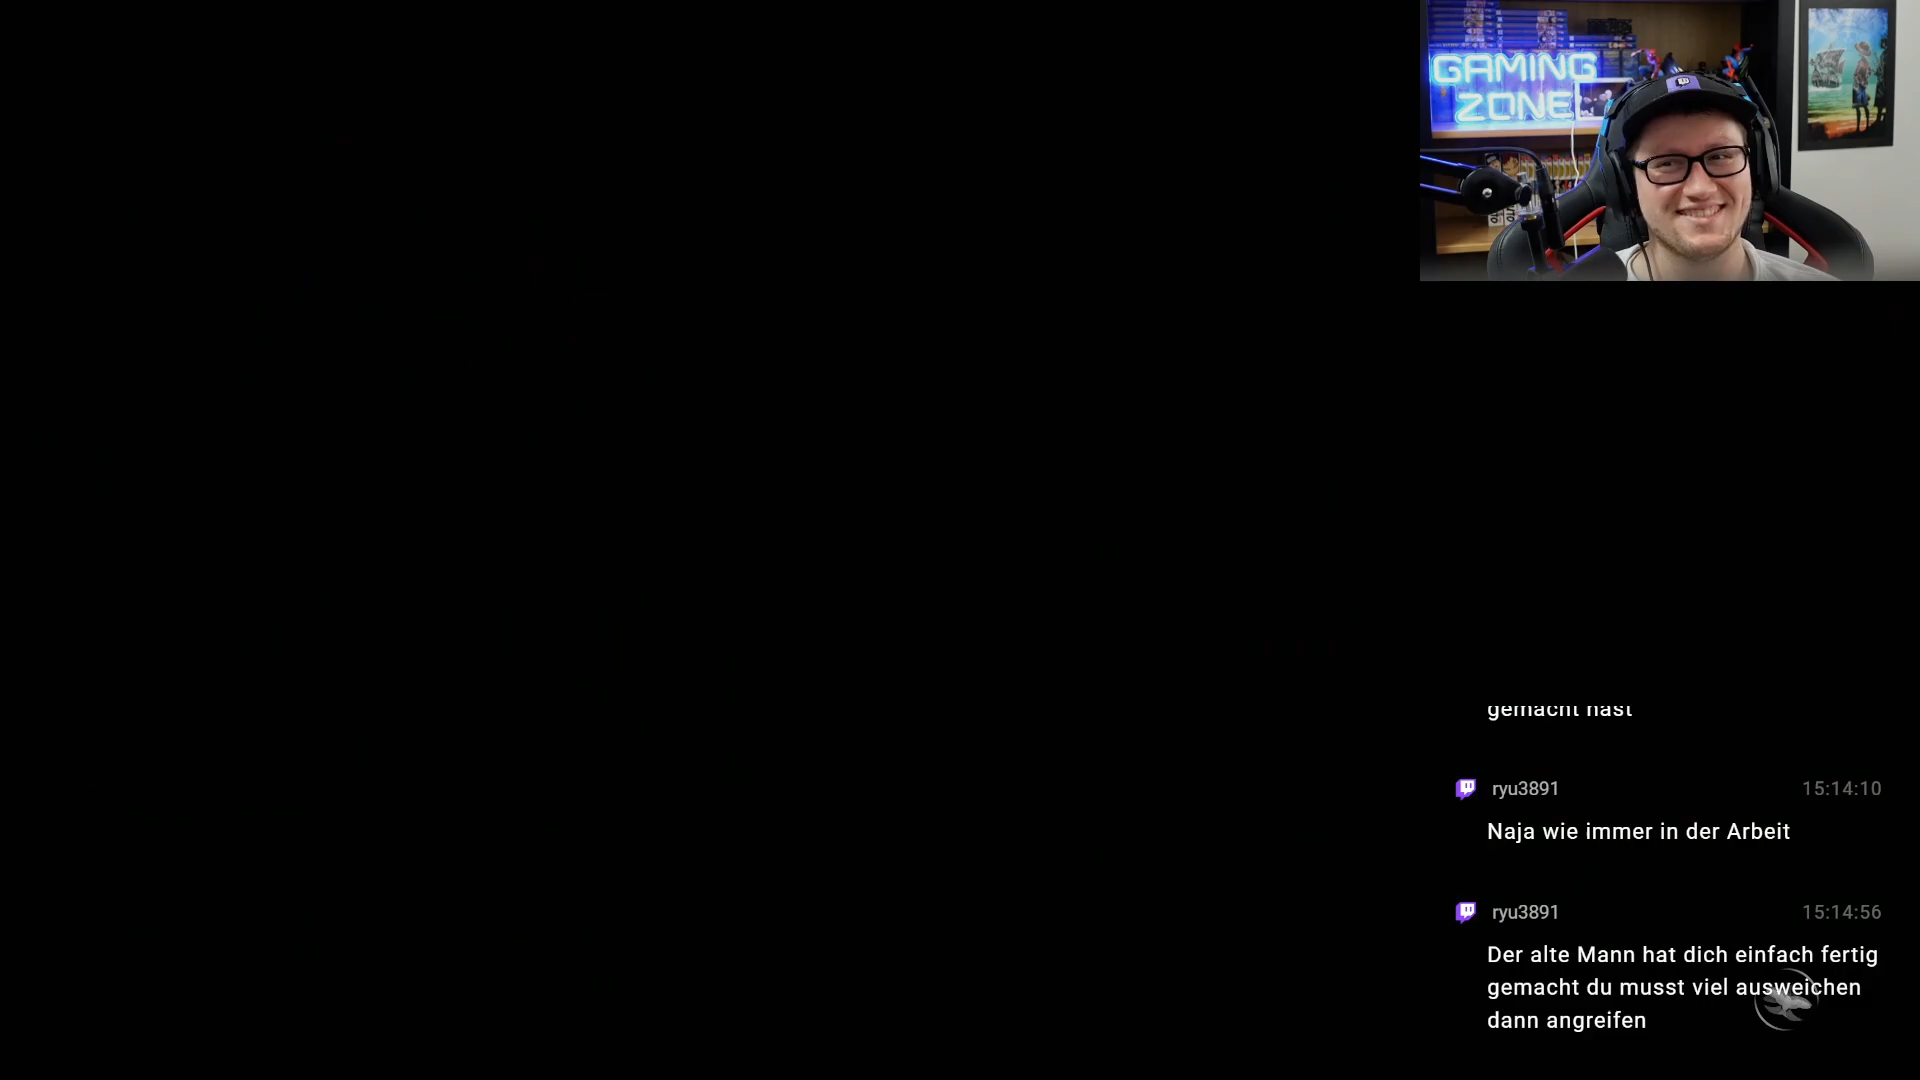 GAMING
ZONE
gemacht hast
ryu3891 15:14:10
Naja wie immer in der Arbeit
ryu3891 15:14:56
Der alte Mann hat dich einfach fertig
gemacht du musst viel ausweichen
dann angreifen